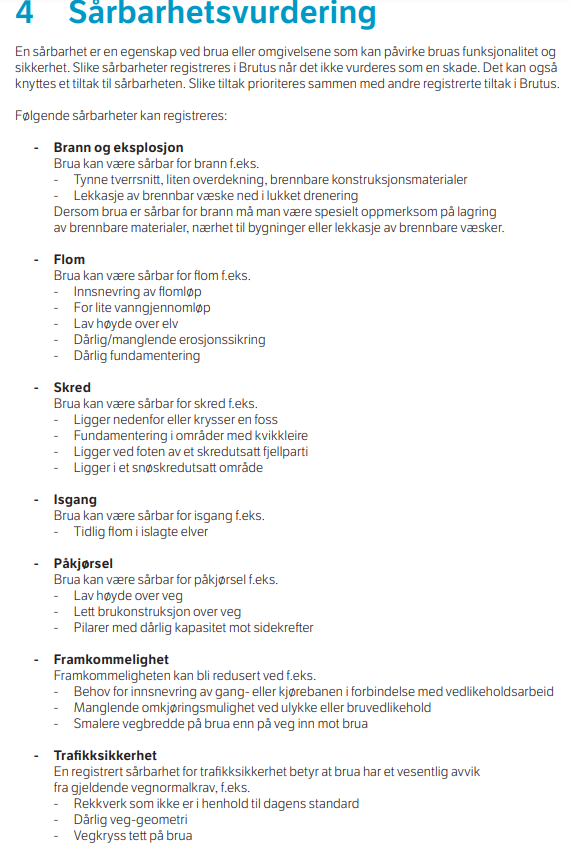 4 Sårbarhetsvurdering
En sårbarhet er en egenskap ved brua eller omgivelsene som kan påvirke bruas funksjonalitet og
sikkerhet. Slike sårbarheter registreres i Brutus når det ikke vurderes som en skade. Det kan også
knyttes et tiltak til sårbarheten. Slike tiltak prioriteres sammen med andre registrerte tiltak i Brutus.
Følgende sårbarheter kan registreres:
- Brann og eksplosjon
Brua kan være sårbar for brann f.eks.
- Tynne tverrsnitt, liten overdekning, brennbare konstruksjonsmaterialer
- Lekkasje av brennbar væske ned i lukket drenering
Dersom brua er sårbar for brann må man være spesielt oppmerksom på lagring
av brennbare materialer, nærhet til bygninger eller lekkasje av brennbare væsker.
- Flom
Brua kan være sårbar for flom f.eks.
- Innsnevring av flomløp
- For lite vanngjennomløp
- Lav høyde over elv
- Dårlig/manglende erosjonssikring
- Dårlig fundamentering
- Skred
Brua kan være sårbar for skred f.eks.
- Ligger nedenfor eller krysser en foss
- Fundamentering i områder med kvikkleire
- Ligger ved foten av et skredutsatt fjellparti
- Ligger i et snøskredutsatt område
- Isgang
Brua kan være sårbar for isgang f.eks.
- Tidlig flom i islagte elver
- Påkjørsel
Brua kan være sårbar for påkjørsel f.eks.
- Lav høyde over veg
- Lett brukonstruksjon over veg
- Pilarer med dårlig kapasitet mot sidekrefter
- Framkommelighet
Framkommeligheten kan bli redusert ved f.eks.
- Behov for innsnevring av gang- eller kjørebanen i forbindelse med vedlikeholdsarbeid
- Manglende omkjøringsmulighet ved ulykke eller bruvedlikehold
- Smalere vegbredde på brua enn på veg inn mot brua
- Trafikksikkerhet
En registrert sårbarhet for trafikksikkerhet betyr at brua har et vesentlig avvik
fra gjeldende vegnormalkrav, f.eks.
- Rekkverk som ikke er i henhold til dagens standard
- Dårlig veg-geometri
- Vegkryss tett på brua